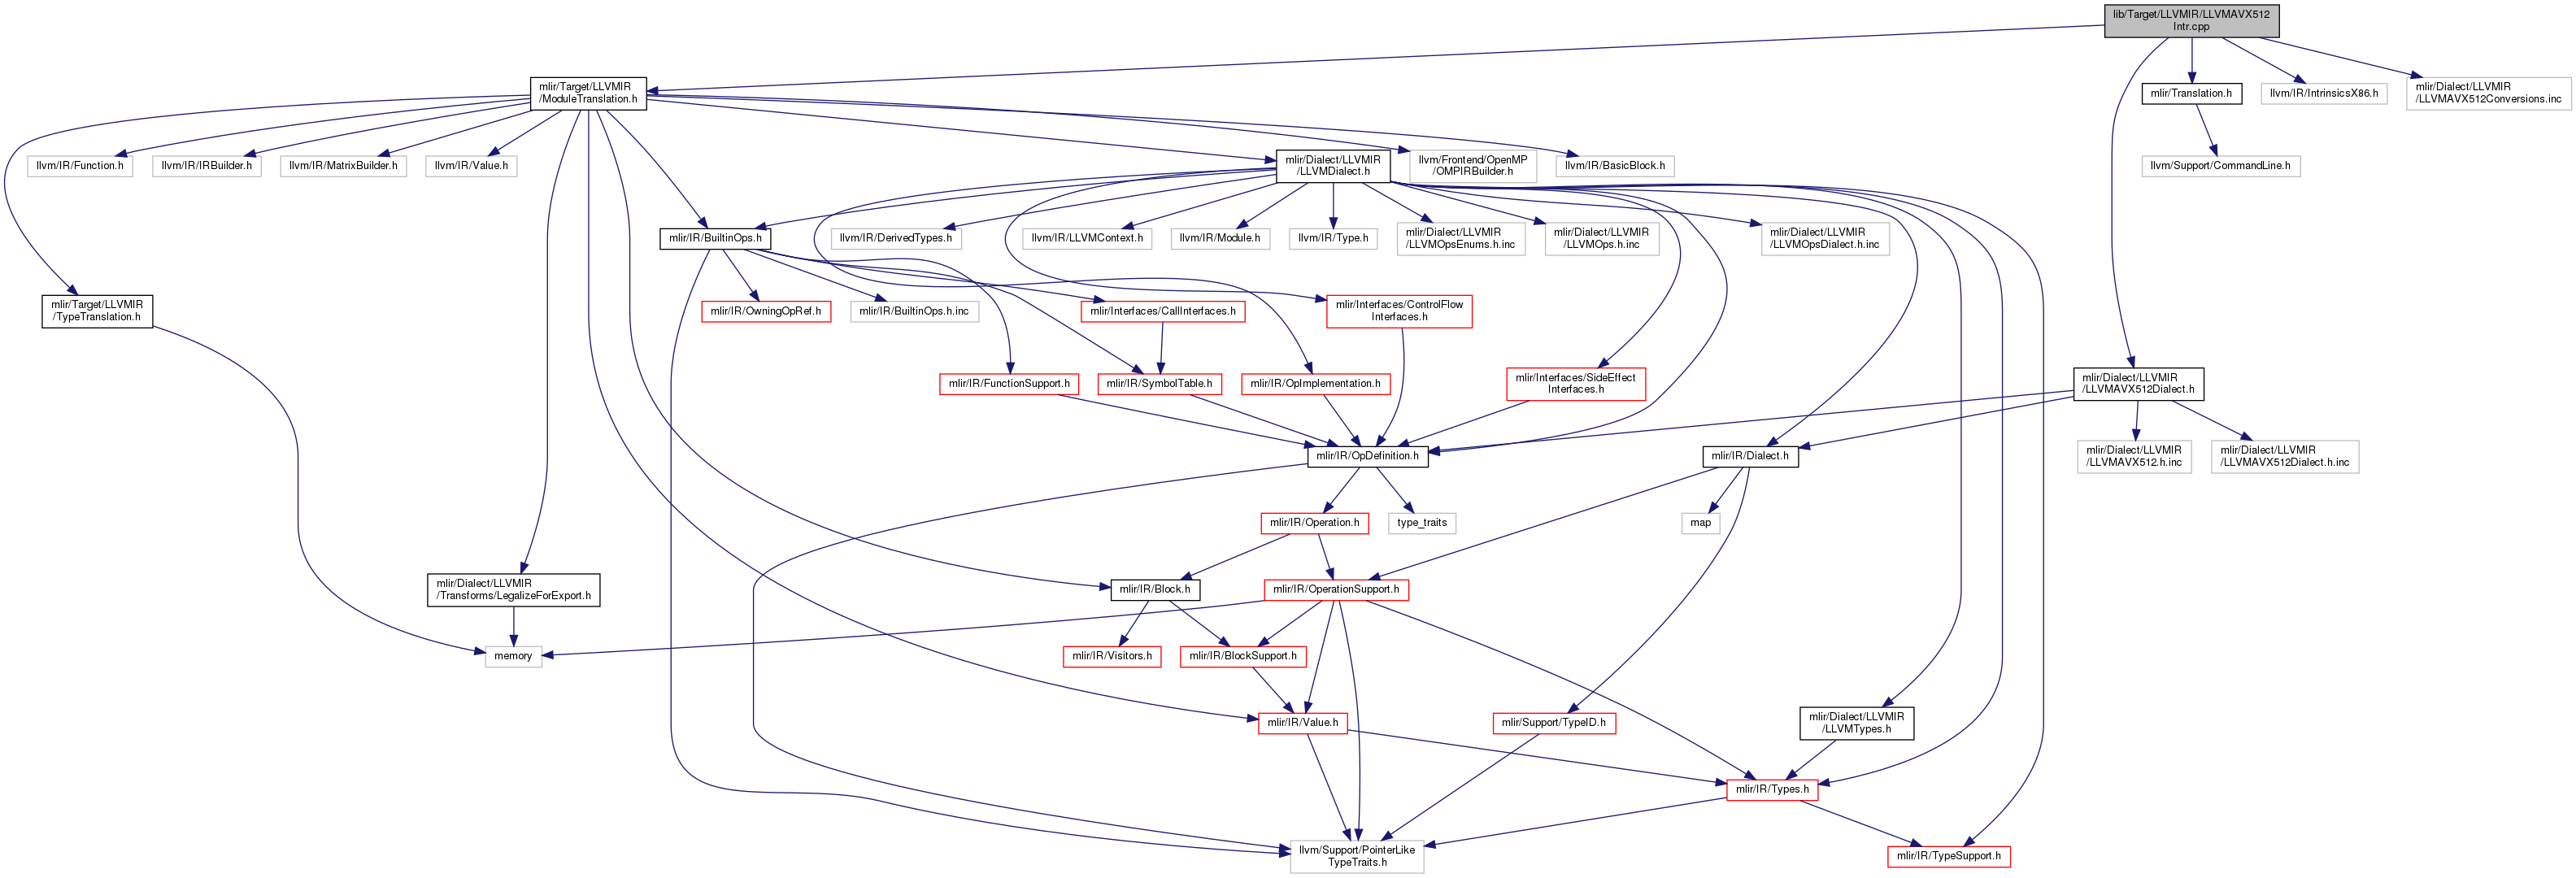 lib/Target/LLVMIR/LLVMAVX512
Intr.cpp
mlir/Target/LLVMIR
/ModuleTranslation.h
mlir/Translation.h
llvm/IR/IntrinsicsX86.h
mlir/Dialect/LLVMIR
/LLVMAVX512Conversions.inc
llvm/IR/Function.h
llvm/IR/IRBuilder.h
llvm/IR/MatrixBuilder.h
llvm/IR/Value.h
mlir/Dialect/LLVMIR
/LLVMDialect.h
llvm/Frontend/OpenMP
/OMPIRBuilder.h
llvm/IR/BasicBlock.h
llvm/Support/CommandLine.h
mlir/IR/BuiltinOps.h
llvm/IR/DerivedTypes.h
llvm/IR/LLVMContext.h
llvm/IR/Module.h
llvm/IR/Type.h
mlir/Dialect/LLVMIR
/LLVMOpsEnums.h.inc
mlir/Dialect/LLVMIR
/LLVMOps.h.inc
mlir/Dialect/LLVMIR
/LLVMOpsDialect.h.inc
mlir/Target/LLVMIR
/TypeTranslation.h
mlir/IR/OwningOpRef.h
mlir/IR/BuiltinOps.h.inc
mlir/Interfaces/CallInterfaces.h
mlir/Interfaces/ControlFlow
Interfaces.h
mlir/IR/FunctionSupport.h
mlir/IR/SymbolTable.h
mlir/IR/OpImplementation.h
mlir/Interfaces/SideEffect
Interfaces.h
mlir/Dialect/LLVMIR
/LLVMAVX512Dialect.h
mlir/IR/OpDefinition.h
mlir/IR/Dialect.h
mlir/Dialect/LLVMIR
/LLVMAVX512.h.inc
mlir/Dialect/LLVMIR
/LLVMAVX512Dialect.h.inc
mlir/IR/Operation.h
type_traits
map
mlir/Dialect/LLVMIR
/Transforms/LegalizeForExport.h
mlir/IR/Block.h
mlir/IR/OperationSupport.h
memory
mlir/IR/Visitors.h
mlir/IR/BlockSupport.h
mlir/IR/Value.h
mlir/Support/TypeID.h
mlir/Dialect/LLVMIR
/LLVMTypes.h
mlir/IR/Types.h
llvm/Support/PointerLike
TypeTraits.h
mlir/IR/TypeSupport.h